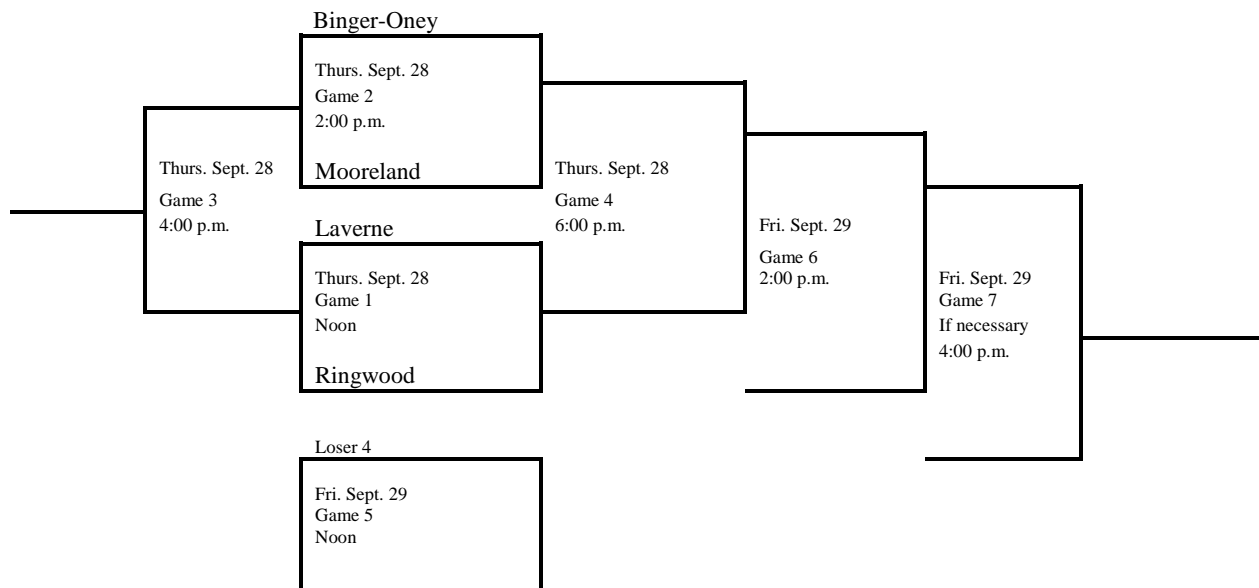 Binger-Oney
Thurs. Sept. 28
Game 2
2:00 p.m.
Mooreland
Thurs. Sept. 28
Game 3
4:00 p.m.
Thurs. Sept. 28
Game 4
6:00 p.m.
Laverne
Thurs. Sept. 28
Game 1
Noon
Ringwood
Fri. Sept. 29
Game 6
2:00 p.m.
Fri. Sept. 29
Game 7
If necessary
4:00 p.m.
Loser 4
Fri. Sept. 29
Game 5
Noon